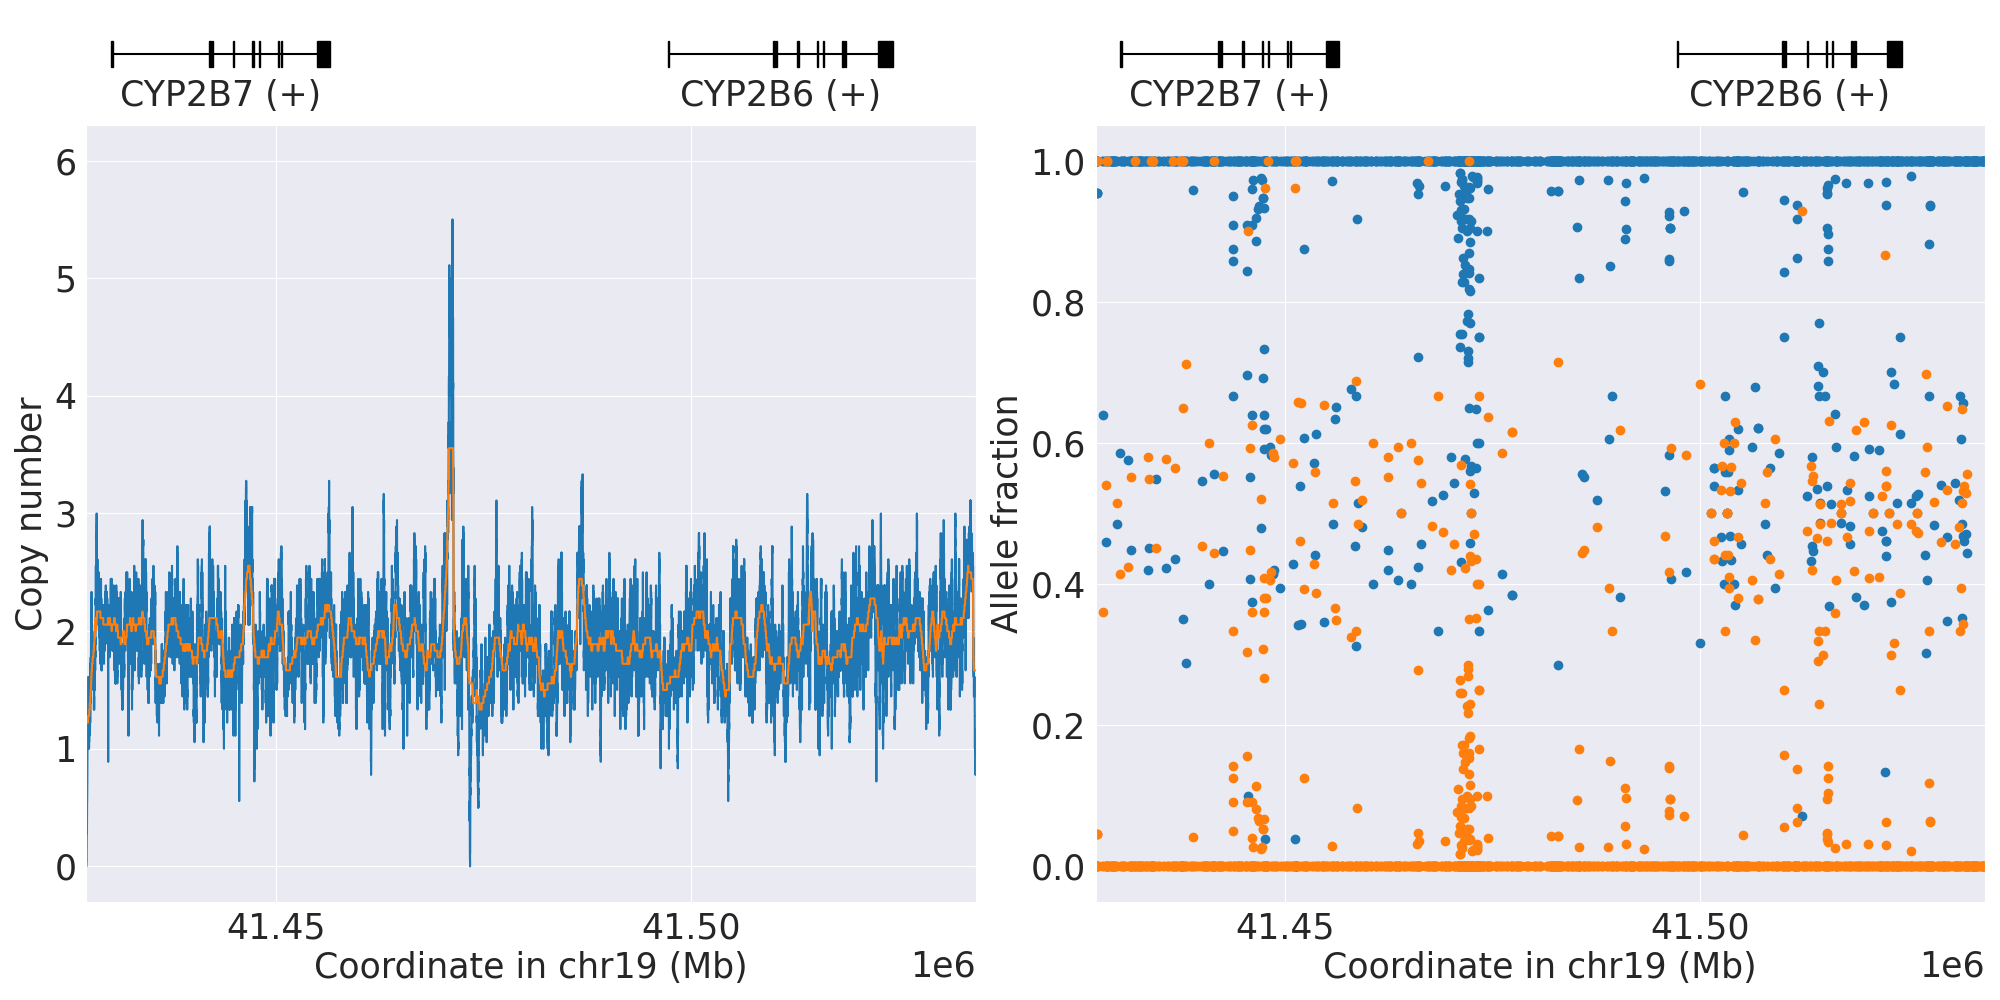 CYP2B7 (+)
CYP2B6 (+)
6
5
4
3
2
1
0
Copy number
41.45
41.50
Coordinate in chr19 (Mb)
1e6
CYP2B7 (+)
CYP2B6 (+)
1.0
0.8
0.6
0.4
0.2
0.0
Allele fraction
41.45
41.50
Coordinate in chr19 (Mb)
1e6